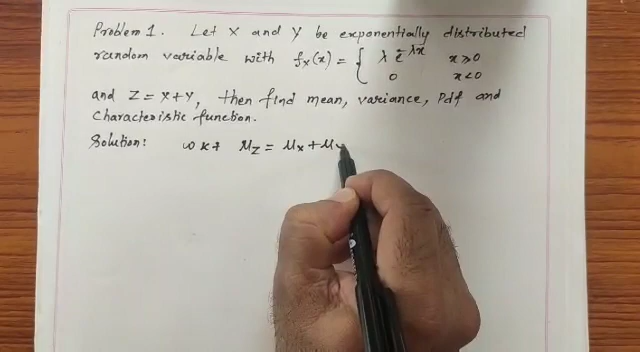 Problem 1. Let X and Y be exponentially distributed
random variable with fx(x) = { λ e^-λx x≥0
0 x<0
and Z = X+Y, then find mean, variance, Pdf and
Characteristic function.
Solution: W K T μz = μx + μ